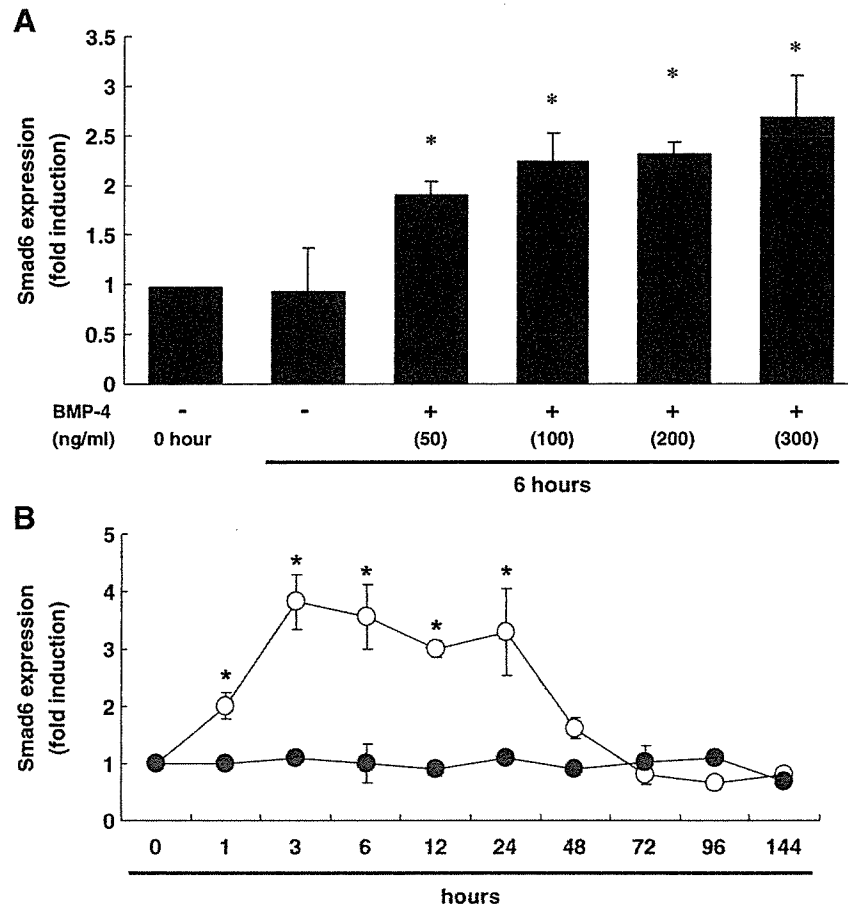 A
Smad6 expression
(fold induction)
3.5
3
2.5
2
1.5
1
0.5
0
* * * *
BMP-4 - - + + + +
(ng/ml) 0 hour (50) (100) (200) (300)
6 hours
B
Smad6 expression
(fold induction)
5
4
3
2
1
0
* * * * *
0 1 3 6 12 24 48 72 96 144
hours